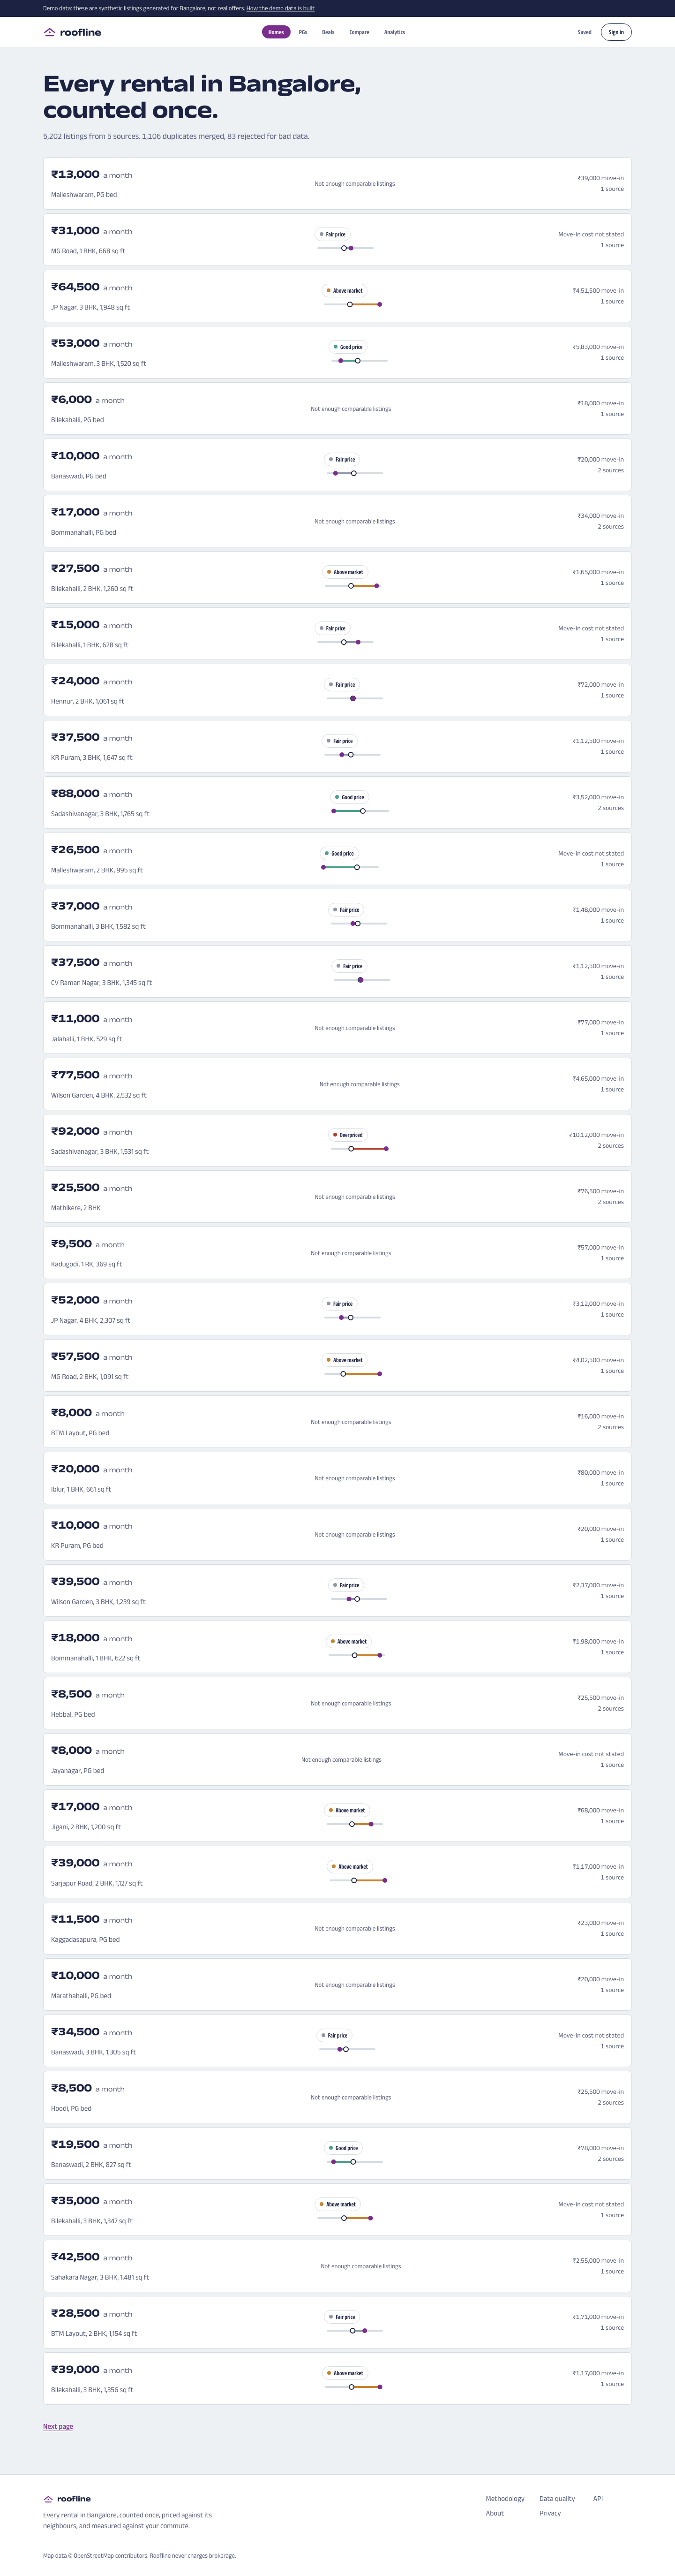 Demo data: these are synthetic listings generated for Bangalore, not real offers. How the demo data is built
roofline
Homes PGs Deals Compare Analytics
Saved Sign in
Every rental in Bangalore,
counted once.
5,202 listings from 5 sources. 1,106 duplicates merged, 83 rejected for bad data.
₹13,000 a month
Malleshwaram, PG bed
Not enough comparable listings
₹39,000 move-in
1 source
₹31,000 a month
MG Road, 1 BHK, 668 sq ft
Fair price
Move-in cost not stated
1 source
₹64,500 a month
JP Nagar, 3 BHK, 1,948 sq ft
Above market
₹4,51,500 move-in
1 source
₹53,000 a month
Malleshwaram, 3 BHK, 1,520 sq ft
Good price
₹5,83,000 move-in
1 source
₹6,000 a month
Bilekahalli, PG bed
Not enough comparable listings
₹18,000 move-in
1 source
₹10,000 a month
Banaswadi, PG bed
Fair price
₹20,000 move-in
2 sources
₹17,000 a month
Bommanahalli, PG bed
Not enough comparable listings
₹34,000 move-in
2 sources
₹27,500 a month
Bilekahalli, 2 BHK, 1,260 sq ft
Above market
₹1,65,000 move-in
1 source
₹15,000 a month
Bilekahalli, 1 BHK, 628 sq ft
Fair price
Move-in cost not stated
1 source
₹24,000 a month
Hennur, 2 BHK, 1,061 sq ft
Fair price
₹72,000 move-in
1 source
₹37,500 a month
KR Puram, 3 BHK, 1,647 sq ft
Fair price
₹1,12,500 move-in
1 source
₹88,000 a month
Sadashivanagar, 3 BHK, 1,765 sq ft
Good price
₹3,52,000 move-in
2 sources
₹26,500 a month
Malleshwaram, 2 BHK, 995 sq ft
Good price
Move-in cost not stated
1 source
₹37,000 a month
Bommanahalli, 3 BHK, 1,582 sq ft
Fair price
₹1,48,000 move-in
1 source
₹37,500 a month
CV Raman Nagar, 3 BHK, 1,345 sq ft
Fair price
₹1,12,500 move-in
1 source
₹11,000 a month
Jalahalli, 1 BHK, 529 sq ft
Not enough comparable listings
₹77,000 move-in
1 source
₹77,500 a month
Wilson Garden, 4 BHK, 2,532 sq ft
Not enough comparable listings
₹4,65,000 move-in
1 source
₹92,000 a month
Sadashivanagar, 3 BHK, 1,531 sq ft
Overpriced
₹10,12,000 move-in
2 sources
₹25,500 a month
Mathikere, 2 BHK
Not enough comparable listings
₹76,500 move-in
2 sources
₹9,500 a month
Kadugodi, 1 RK, 369 sq ft
Not enough comparable listings
₹57,000 move-in
1 source
₹52,000 a month
JP Nagar, 4 BHK, 2,307 sq ft
Fair price
₹3,12,000 move-in
1 source
₹57,500 a month
MG Road, 2 BHK, 1,091 sq ft
Above market
₹4,02,500 move-in
1 source
₹8,000 a month
BTM Layout, PG bed
Not enough comparable listings
₹16,000 move-in
2 sources
₹20,000 a month
Iblur, 1 BHK, 661 sq ft
Not enough comparable listings
₹80,000 move-in
1 source
₹10,000 a month
KR Puram, PG bed
Not enough comparable listings
₹20,000 move-in
1 source
₹39,500 a month
Wilson Garden, 3 BHK, 1,239 sq ft
Fair price
₹2,37,000 move-in
1 source
₹18,000 a month
Bommanahalli, 1 BHK, 622 sq ft
Above market
₹1,98,000 move-in
1 source
₹8,500 a month
Hebbal, PG bed
Not enough comparable listings
₹25,500 move-in
2 sources
₹8,000 a month
Jayanagar, PG bed
Not enough comparable listings
Move-in cost not stated
1 source
₹17,000 a month
Jigani, 2 BHK, 1,200 sq ft
Above market
₹68,000 move-in
1 source
₹39,000 a month
Sarjapur Road, 2 BHK, 1,127 sq ft
Above market
₹1,17,000 move-in
1 source
₹11,500 a month
Kaggadasapura, PG bed
Not enough comparable listings
₹23,000 move-in
1 source
₹10,000 a month
Marathahalli, PG bed
Not enough comparable listings
₹20,000 move-in
1 source
₹34,500 a month
Banaswadi, 3 BHK, 1,305 sq ft
Fair price
Move-in cost not stated
1 source
₹8,500 a month
Hoodi, PG bed
Not enough comparable listings
₹25,500 move-in
2 sources
₹19,500 a month
Banaswadi, 2 BHK, 827 sq ft
Good price
₹78,000 move-in
2 sources
₹35,000 a month
Bilekahalli, 3 BHK, 1,347 sq ft
Above market
Move-in cost not stated
1 source
₹42,500 a month
Sahakara Nagar, 3 BHK, 1,481 sq ft
Not enough comparable listings
₹2,55,000 move-in
1 source
₹28,500 a month
BTM Layout, 2 BHK, 1,154 sq ft
Fair price
₹1,71,000 move-in
1 source
₹39,000 a month
Bilekahalli, 3 BHK, 1,356 sq ft
Above market
₹1,17,000 move-in
1 source
Next page
roofline
Every rental in Bangalore, counted once, priced against its
neighbours, and measured against your commute.
Methodology Data quality API
About Privacy
Map data © OpenStreetMap contributors. Roofline never charges brokerage.